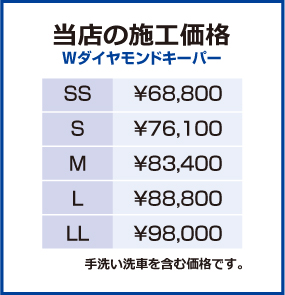 当店の施工価格
Wダイヤモンドキーパー
SS ¥68,800
S ¥76,100
M ¥83,400
L ¥88,800
LL ¥98,000
手洗い洗車を含む価格です。